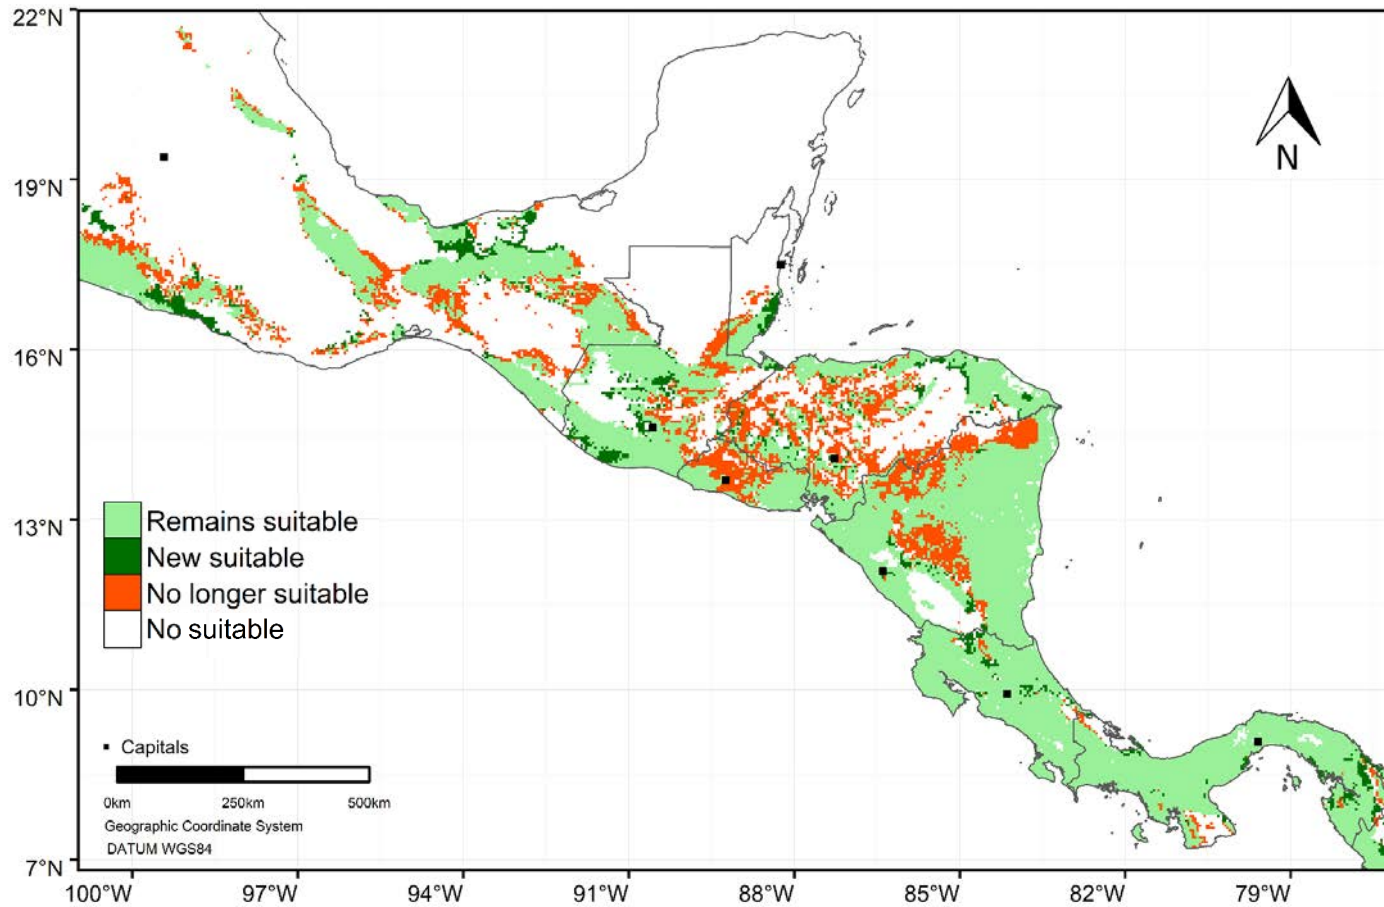 22°N
19°N
16°N
13°N
10°N
7°N
N
Remains suitable
New suitable
No longer suitable
No suitable
Capitals
0km 250km 500km
Geographic Coordinate System
DATUM WGS84
100°W 97°W 94°W 91°W 88°W 85°W 82°W 79°W